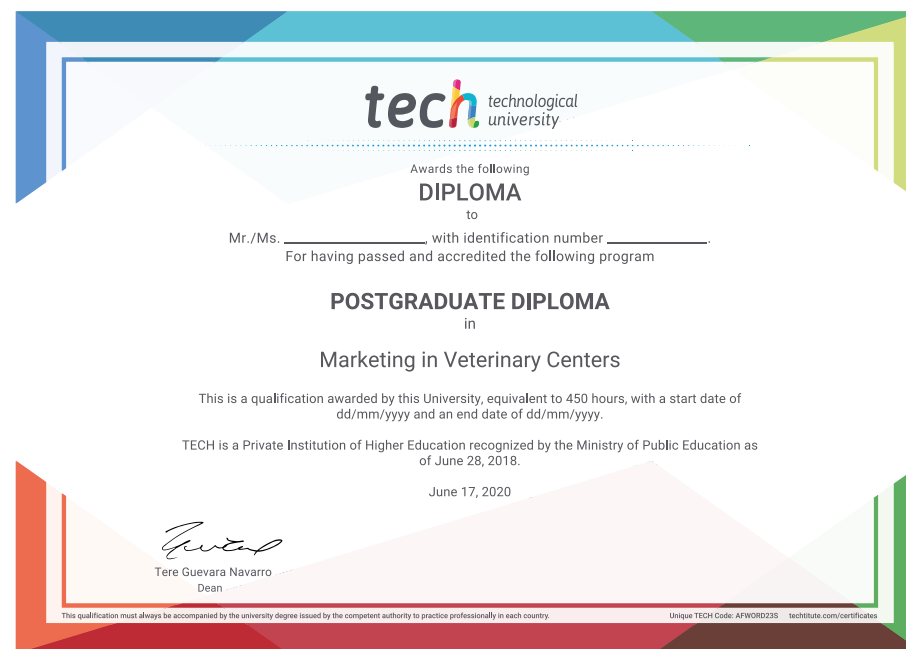 tech technological
university
Awards the following
DIPLOMA
to
Mr./Ms. ____________________, with identification number ______________.
For having passed and accredited the following program
POSTGRADUATE DIPLOMA
in
Marketing in Veterinary Centers
This is a qualification awarded by this University, equivalent to 450 hours, with a start date of
dd/mm/yyyy and an end date of dd/mm/yyyy.
TECH is a Private Institution of Higher Education recognized by the Ministry of Public Education as
of June 28, 2018.
June 17, 2020
Tere Guevara Navarro
Dean
This qualification must always be accompanied by the university degree issued by the competent authority to practice professionally in each country.
Unique TECH Code: AFWORD23S techtitute.com/certificates